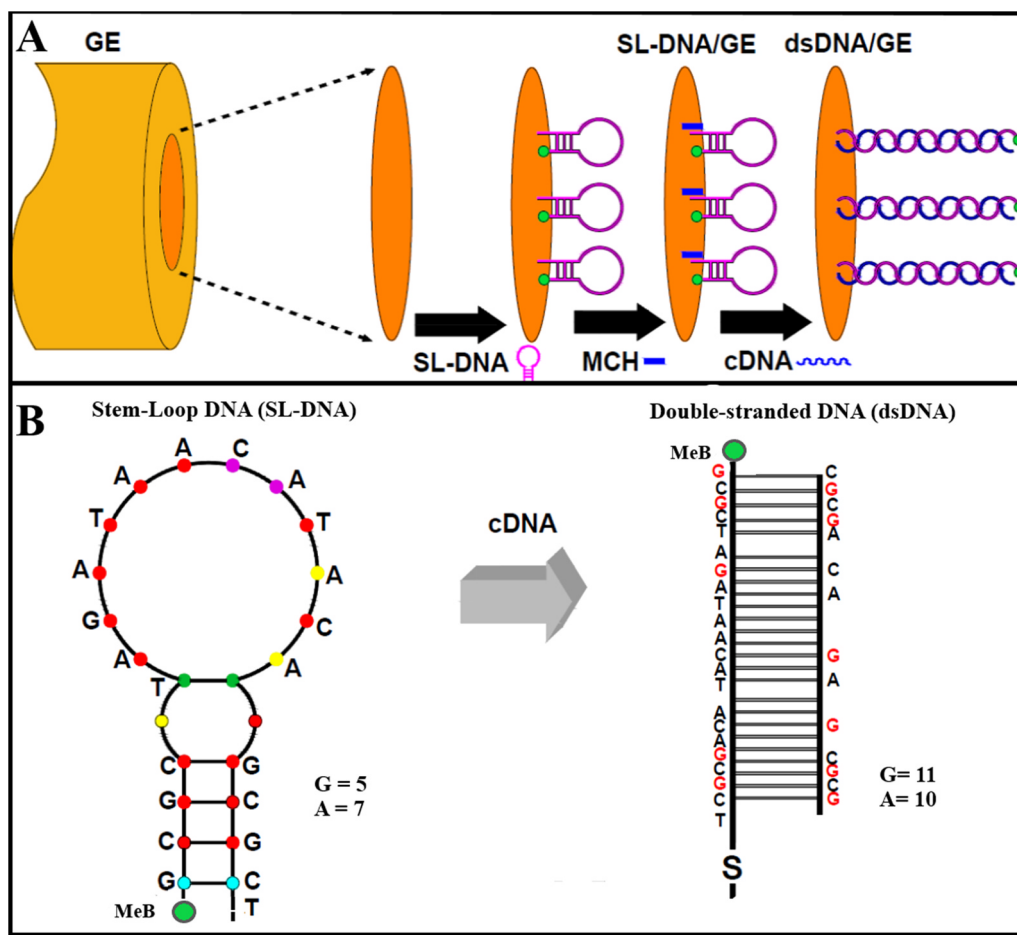 A
GE
SL-DNA/GE
dsDNA/GE
SL-DNA
MCH
cDNA
B
Stem-Loop DNA (SL-DNA)
Double-stranded DNA (dsDNA)
A C
A A
T T
A A
G C
A A
T
C G
G C
C G
G C
T
MeB
G = 5
A = 7
cDNA
MeB
G C
C G
G C
C G
T A
A
G C
A A
T
A
A
C G
A A
T
A
C G
A
G C
C G
G C
C G
T
S
G= 11
A= 10